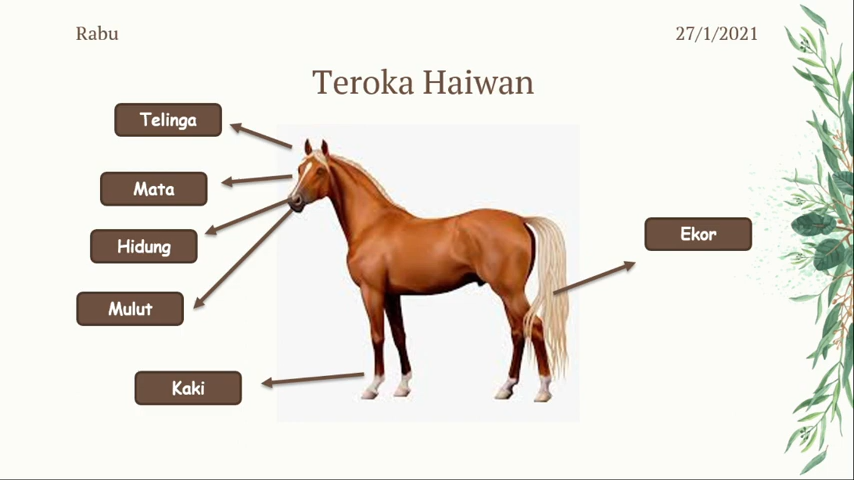 Rabu
27/1/2021
Teroka Haiwan
Telinga
Mata
Hidung
Mulut
Kaki
Ekor